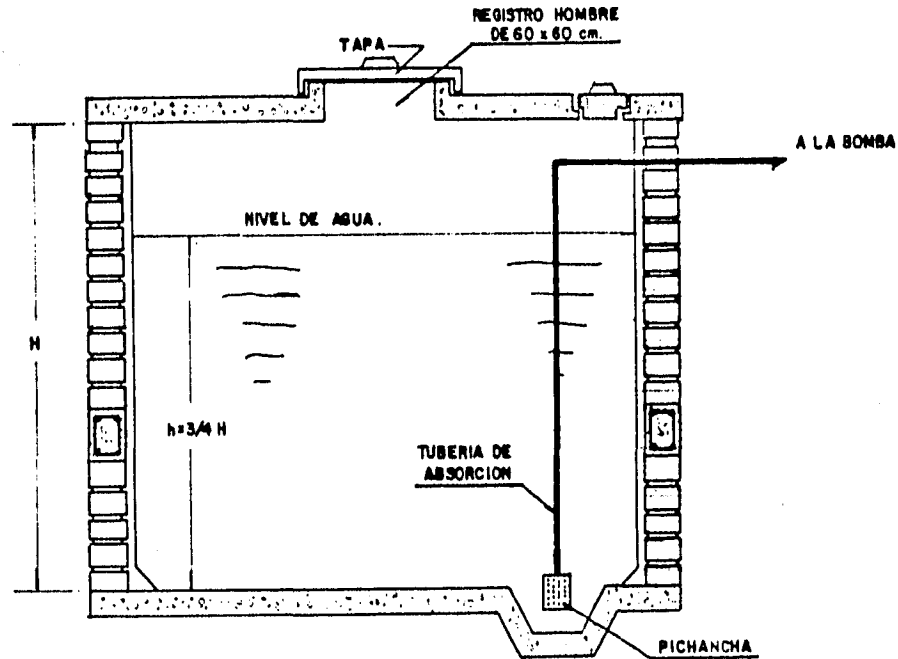 REGISTRO HOMBRE
DE 60 x 60 cm.
TAPA
A LA BOMBA
NIVEL DE AGUA.
H
h=3/4 H
TUBERIA DE
ABSORCION
PICHANCHA